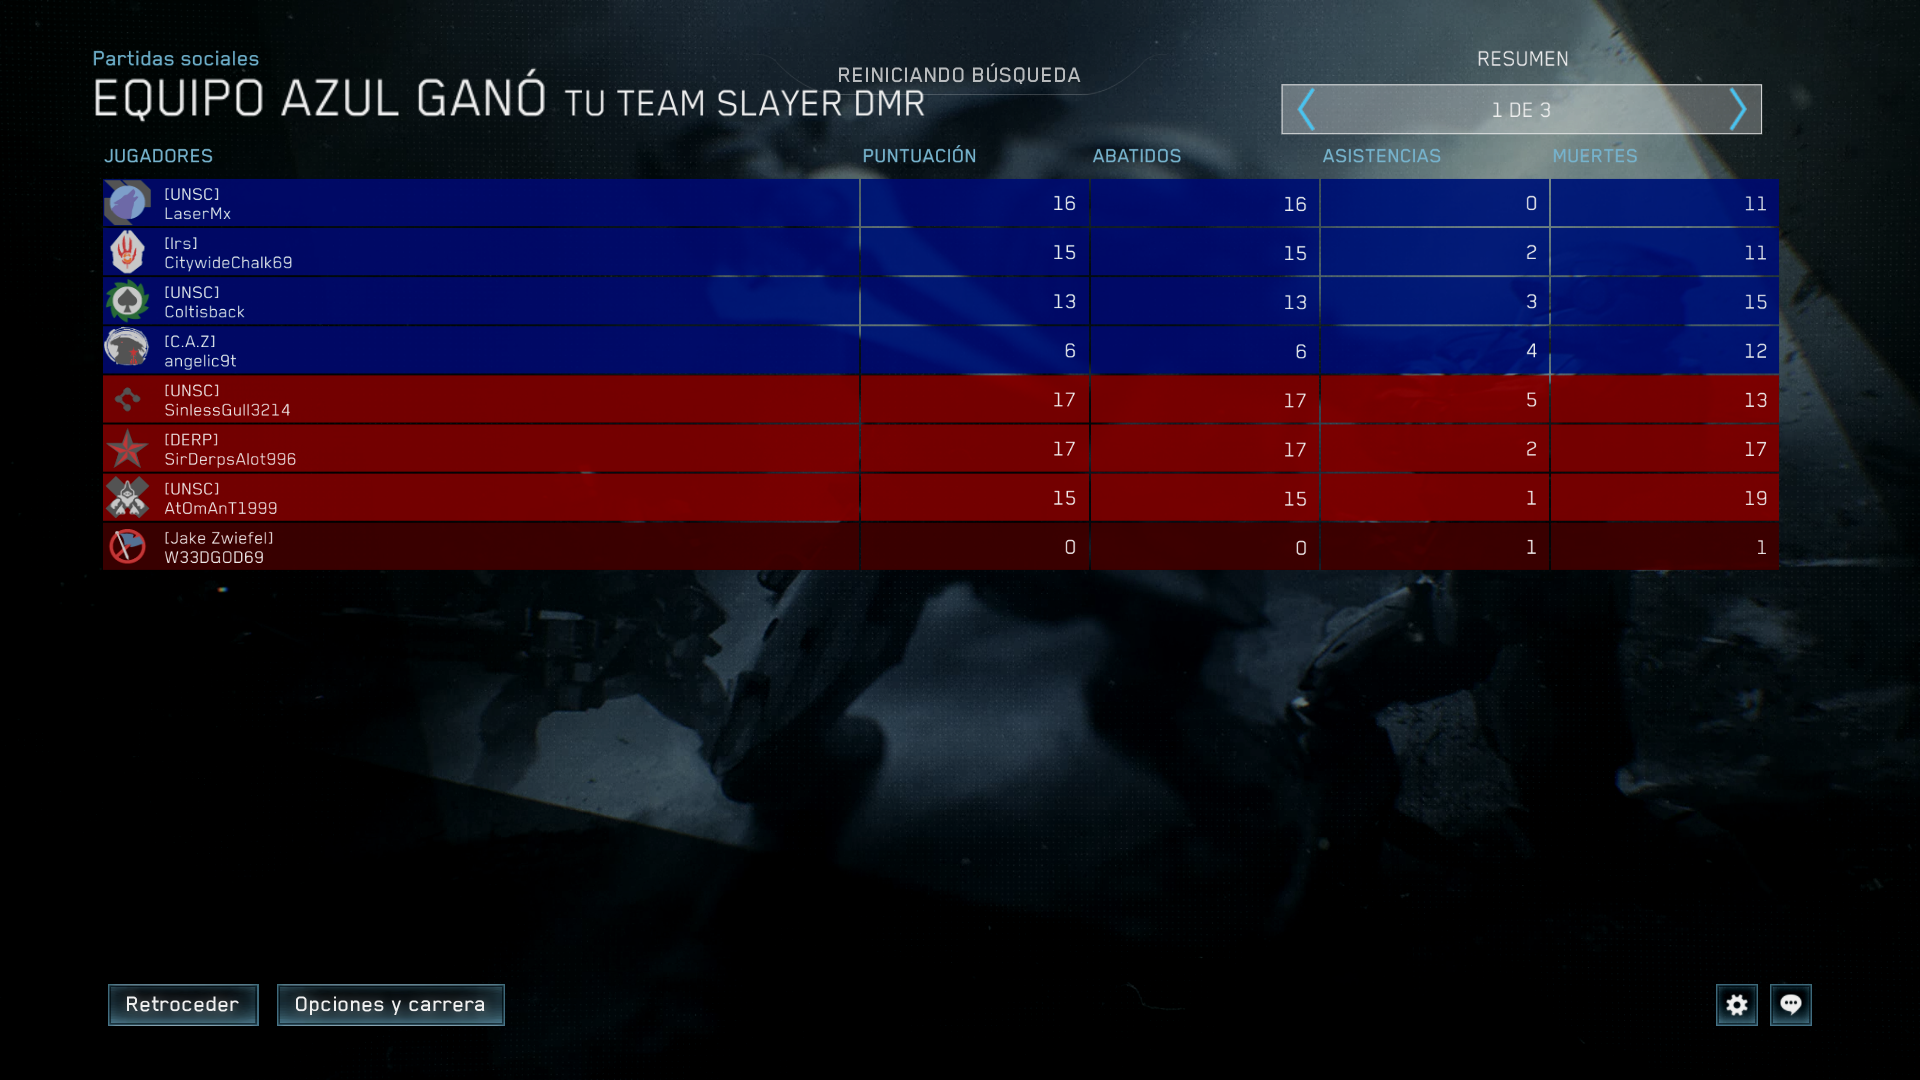 Partidas sociales
EQUIPO AZUL GANÓ TU TEAM SLAYER DMR
REINICIANDO BÚSQUEDA
RESUMEN
1 DE 3
JUGADORES PUNTUACIÓN ABATIDOS ASISTENCIAS MUERTES
[UNSC]
LaserMx 16 16 0 11
[Irs]
CitywideChalk69 15 15 2 11
[UNSC]
Coltisback 13 13 3 15
[C.A.Z]
angelic9t 6 6 4 12
[UNSC]
SinlessGull3214 17 17 5 13
[DERP]
SirDerpsAlot996 17 17 2 17
[UNSC]
AtOmAnT1999 15 15 1 19
[Jake Zwiefel]
W33DGOD69 0 0 1 1
Retroceder Opciones y carrera